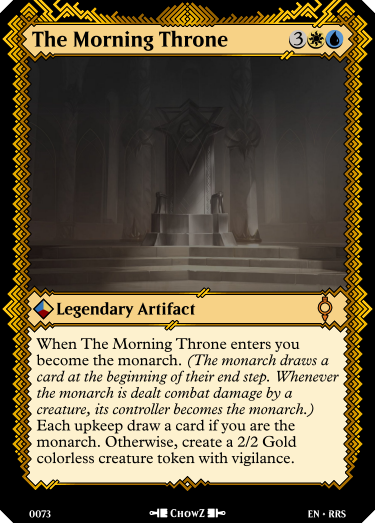 The Morning Throne 3
Legendary Artifact
When The Morning Throne enters you
become the monarch. (The monarch draws a
card at the beginning of their end step. Whenever
the monarch is dealt combat damage by a
creature, its controller becomes the monarch.)
Each upkeep draw a card if you are the
monarch. Otherwise, create a 2/2 Gold
colorless creature token with vigilance.
0073 ChowZ EN • RRS